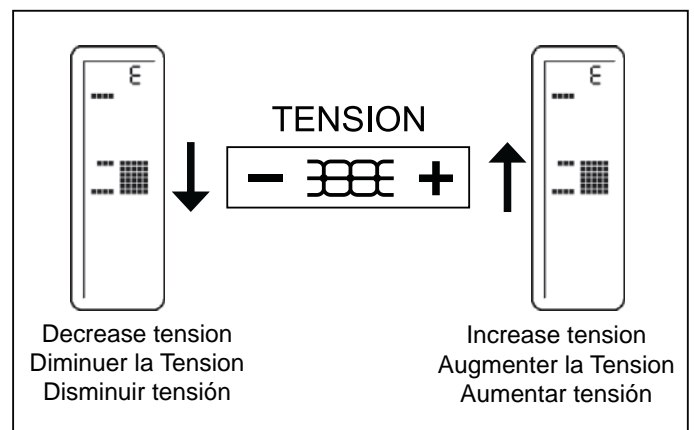 ε
TENSION
− +
ε
Decrease tension
Diminuer la Tension
Disminuir tensión
Increase tension
Augmenter la Tension
Aumentar tensión